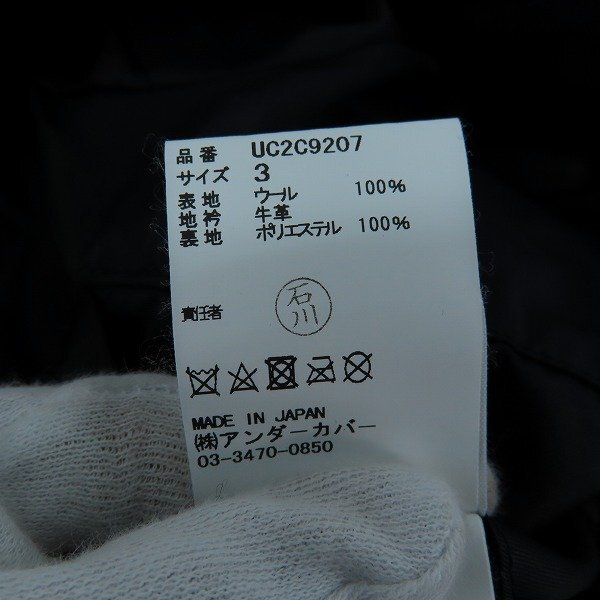 品番 UC2C9207
サイズ 3
表地 ウール 100%
地衿 牛革
裏地 ポリエステル 100%
責任者 石川
MADE IN JAPAN
㈱アンダーカバー
03-3470-0850